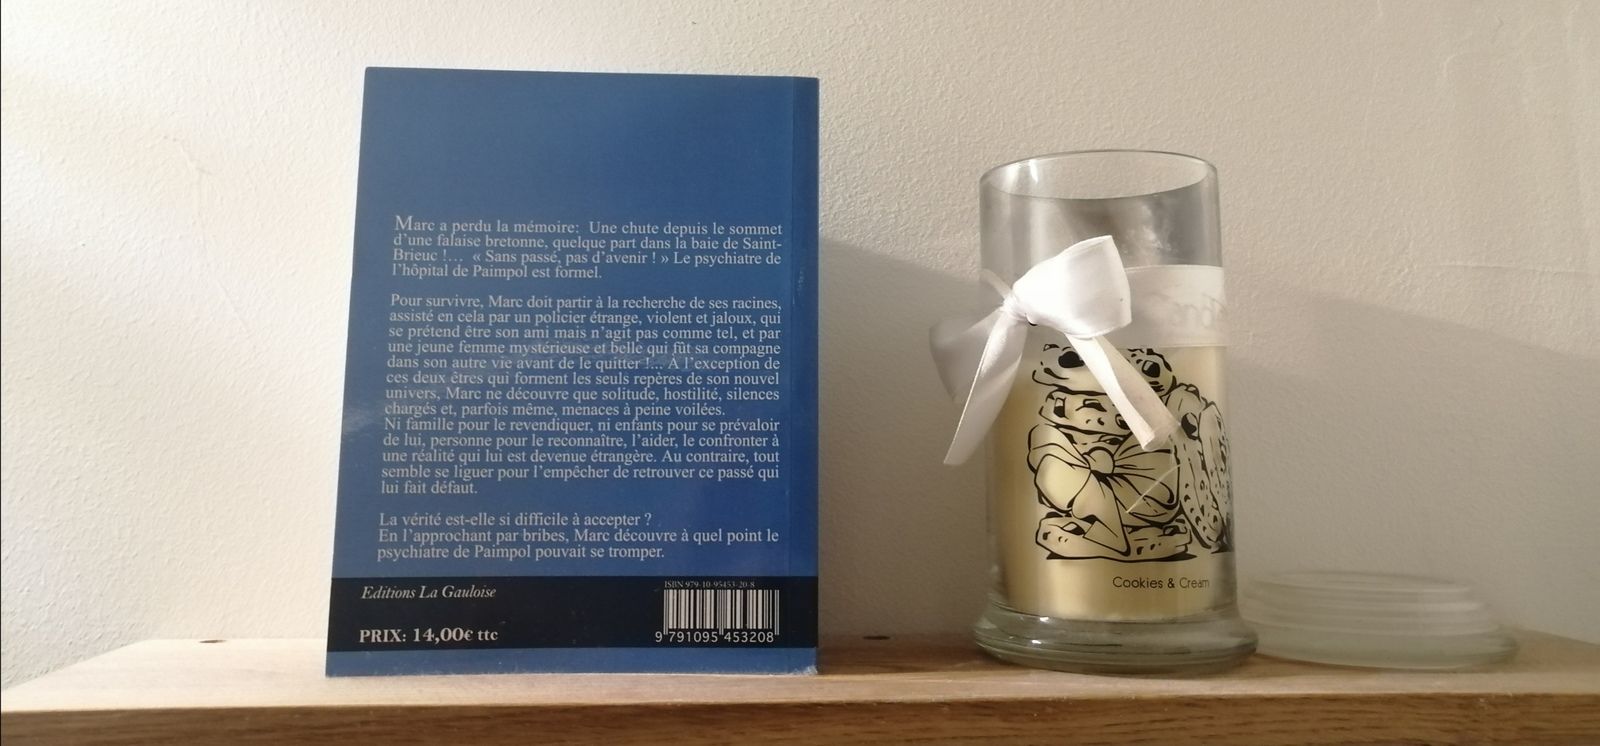 Marc a perdu la mémoire: Une chute depuis le sommet
d'une falaise bretonne, quelque part dans la baie de Saint-
Brieuc !… « Sans passé, pas d'avenir ! » Le psychiatre de
l'hôpital de Paimpol est formel.
Pour survivre, Marc doit partir à la recherche de ses racines,
assisté en cela par un policier étrange, violent et jaloux, qui
se prétend être son ami mais n'agit pas comme tel, et par
une jeune femme mystérieuse et belle qui fût sa compagne
dans son autre vie avant de le quitter !... A l'exception de
ces deux êtres qui forment les seuls repères de son nouvel
univers, Marc ne découvre que solitude, hostilité, silences
chargés et, parfois même, menaces à peine voilées.
Ni famille pour le revendiquer, ni enfants pour se prévaloir
de lui, personne pour le reconnaître, l'aider, le confronter à
une réalité qui lui est devenue étrangère. Au contraire, tout
semble se liguer pour l'empêcher de retrouver ce passé qui
lui fait défaut.
La vérité est-elle si difficile à accepter ?
En l'approchant par bribes, Marc découvre à quel point le
psychiatre de Paimpol pouvait se tromper.
Editions La Gauloise
PRIX: 14,00€ ttc
ISBN 979-10-95453-20-8
9 791095 453208
Cookies & Cream